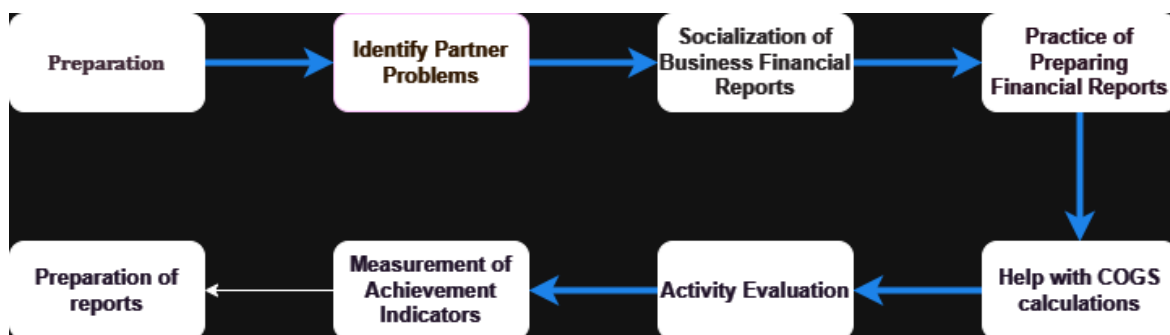 Preparation
Identify Partner
Problems
Socialization of
Business Financial
Reports
Practice of
Preparing
Financial Reports
Help with COGS
calculations
Activity Evaluation
Measurement of
Achievement
Indicators
Preparation of
reports